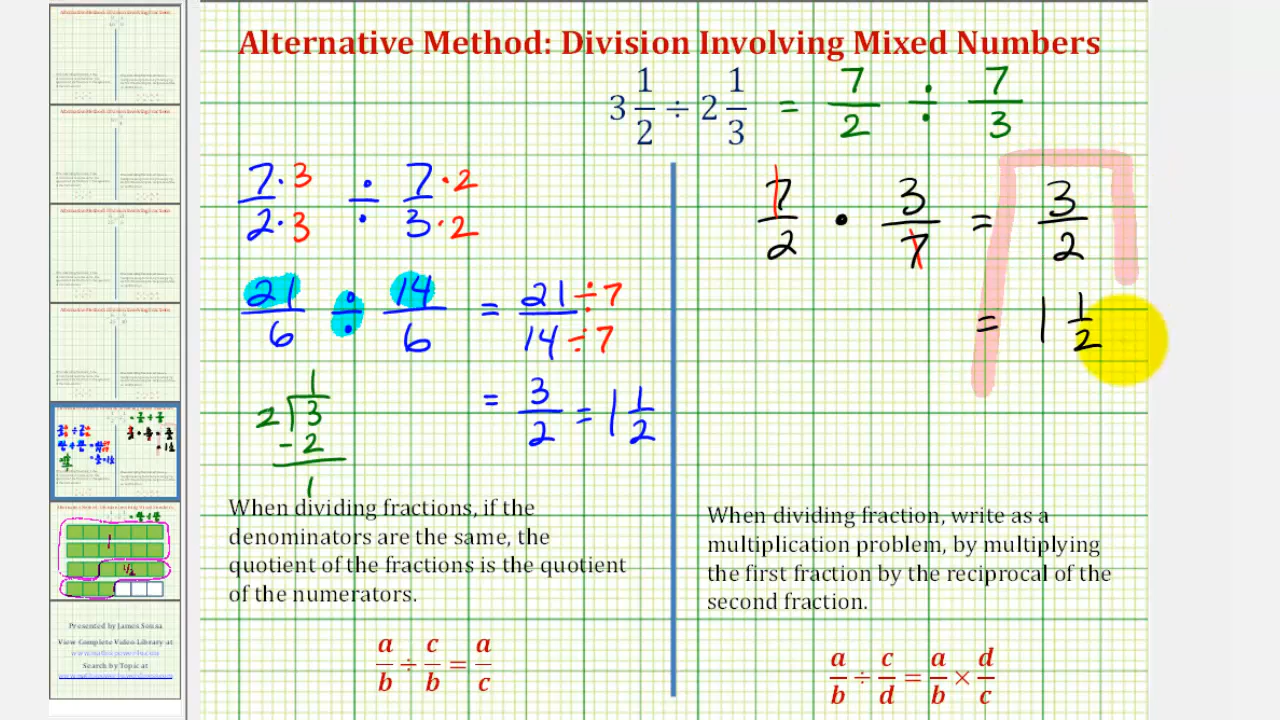 Alternative Method: Division Involving Mixed Numbers
3 1/2 ÷ 2 1/3 = 7/2 ÷ 7/3
7·3/2·3 ÷ 7·2/3·2
21/6 ÷ 14/6 = 21÷7/14÷7
= 3/2 = 1 1/2
1
2 3
- 2
1
When dividing fractions, if the
denominators are the same, the
quotient of the fractions is the quotient
of the numerators.
a/b ÷ c/b = a/c
7/2 · 3/7 = 3/2
= 1 1/2
When dividing fraction, write as a
multiplication problem, by multiplying
the first fraction by the reciprocal of the
second fraction.
a/b ÷ c/d = a/b × d/c
Presented by James Sousa
View Complete Video Library at
Search by Topic at